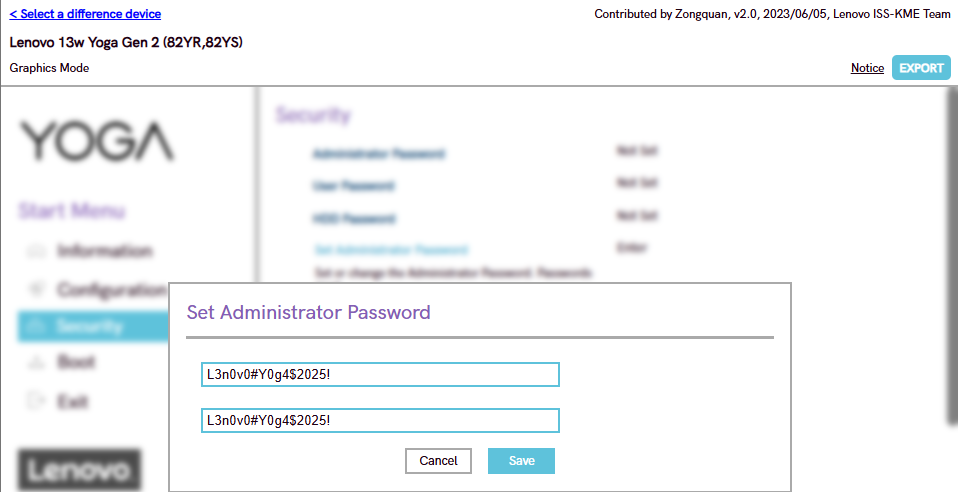 < Select a difference device
Contributed by Zongquan, v2.0, 2023/06/05, Lenovo ISS-KME Team
Lenovo 13w Yoga Gen 2 (82YR,82YS)
Graphics Mode
Notice
EXPORT
YOGA
Security
Administrator Password Not Set
User Password Not Set
HDD Password Not Set
Set Administrator Password Enter
Set or change the Administrator Password. Passwords
Start Menu
Information
Configuration
Security
Boot
Exit
Lenovo
Set Administrator Password
L3n0v0#Y0g4$2025!
L3n0v0#Y0g4$2025!
Cancel
Save